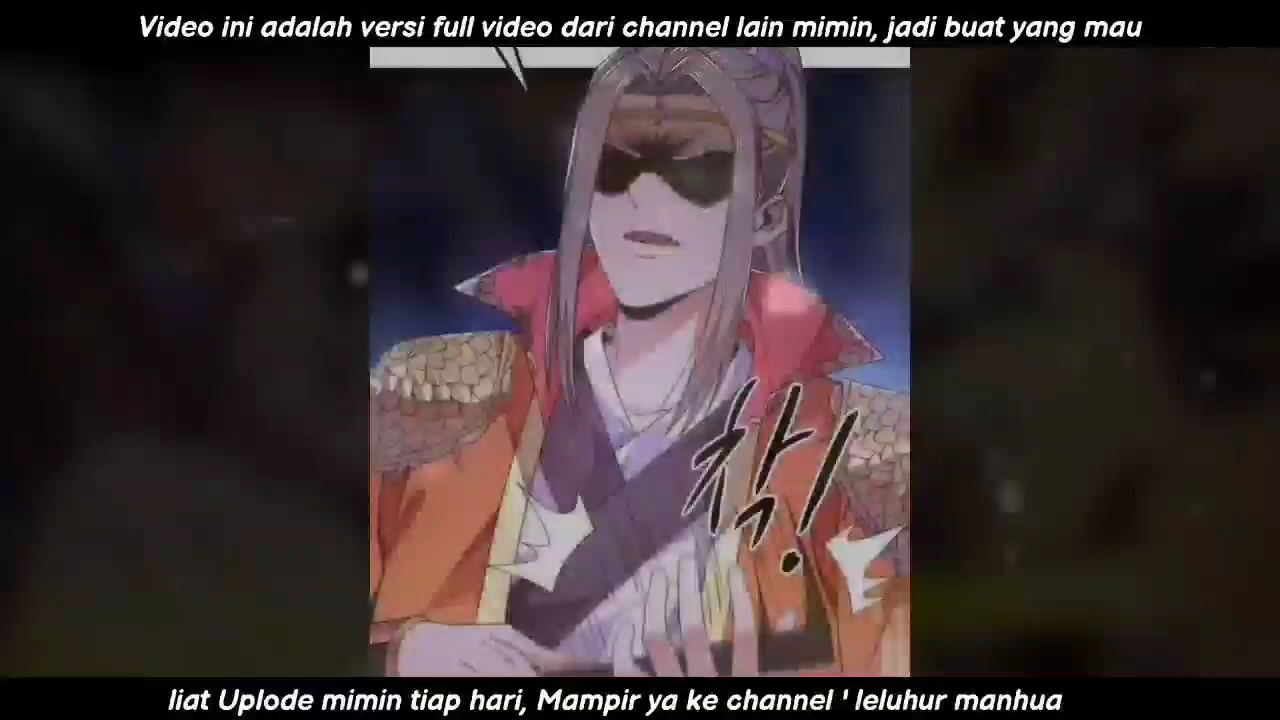 Video ini adalah versi full video dari channel lain mimin, jadi buat yang mau
착!
liat Uplode mimin tiap hari, Mampir ya ke channel ' leluhur manhua